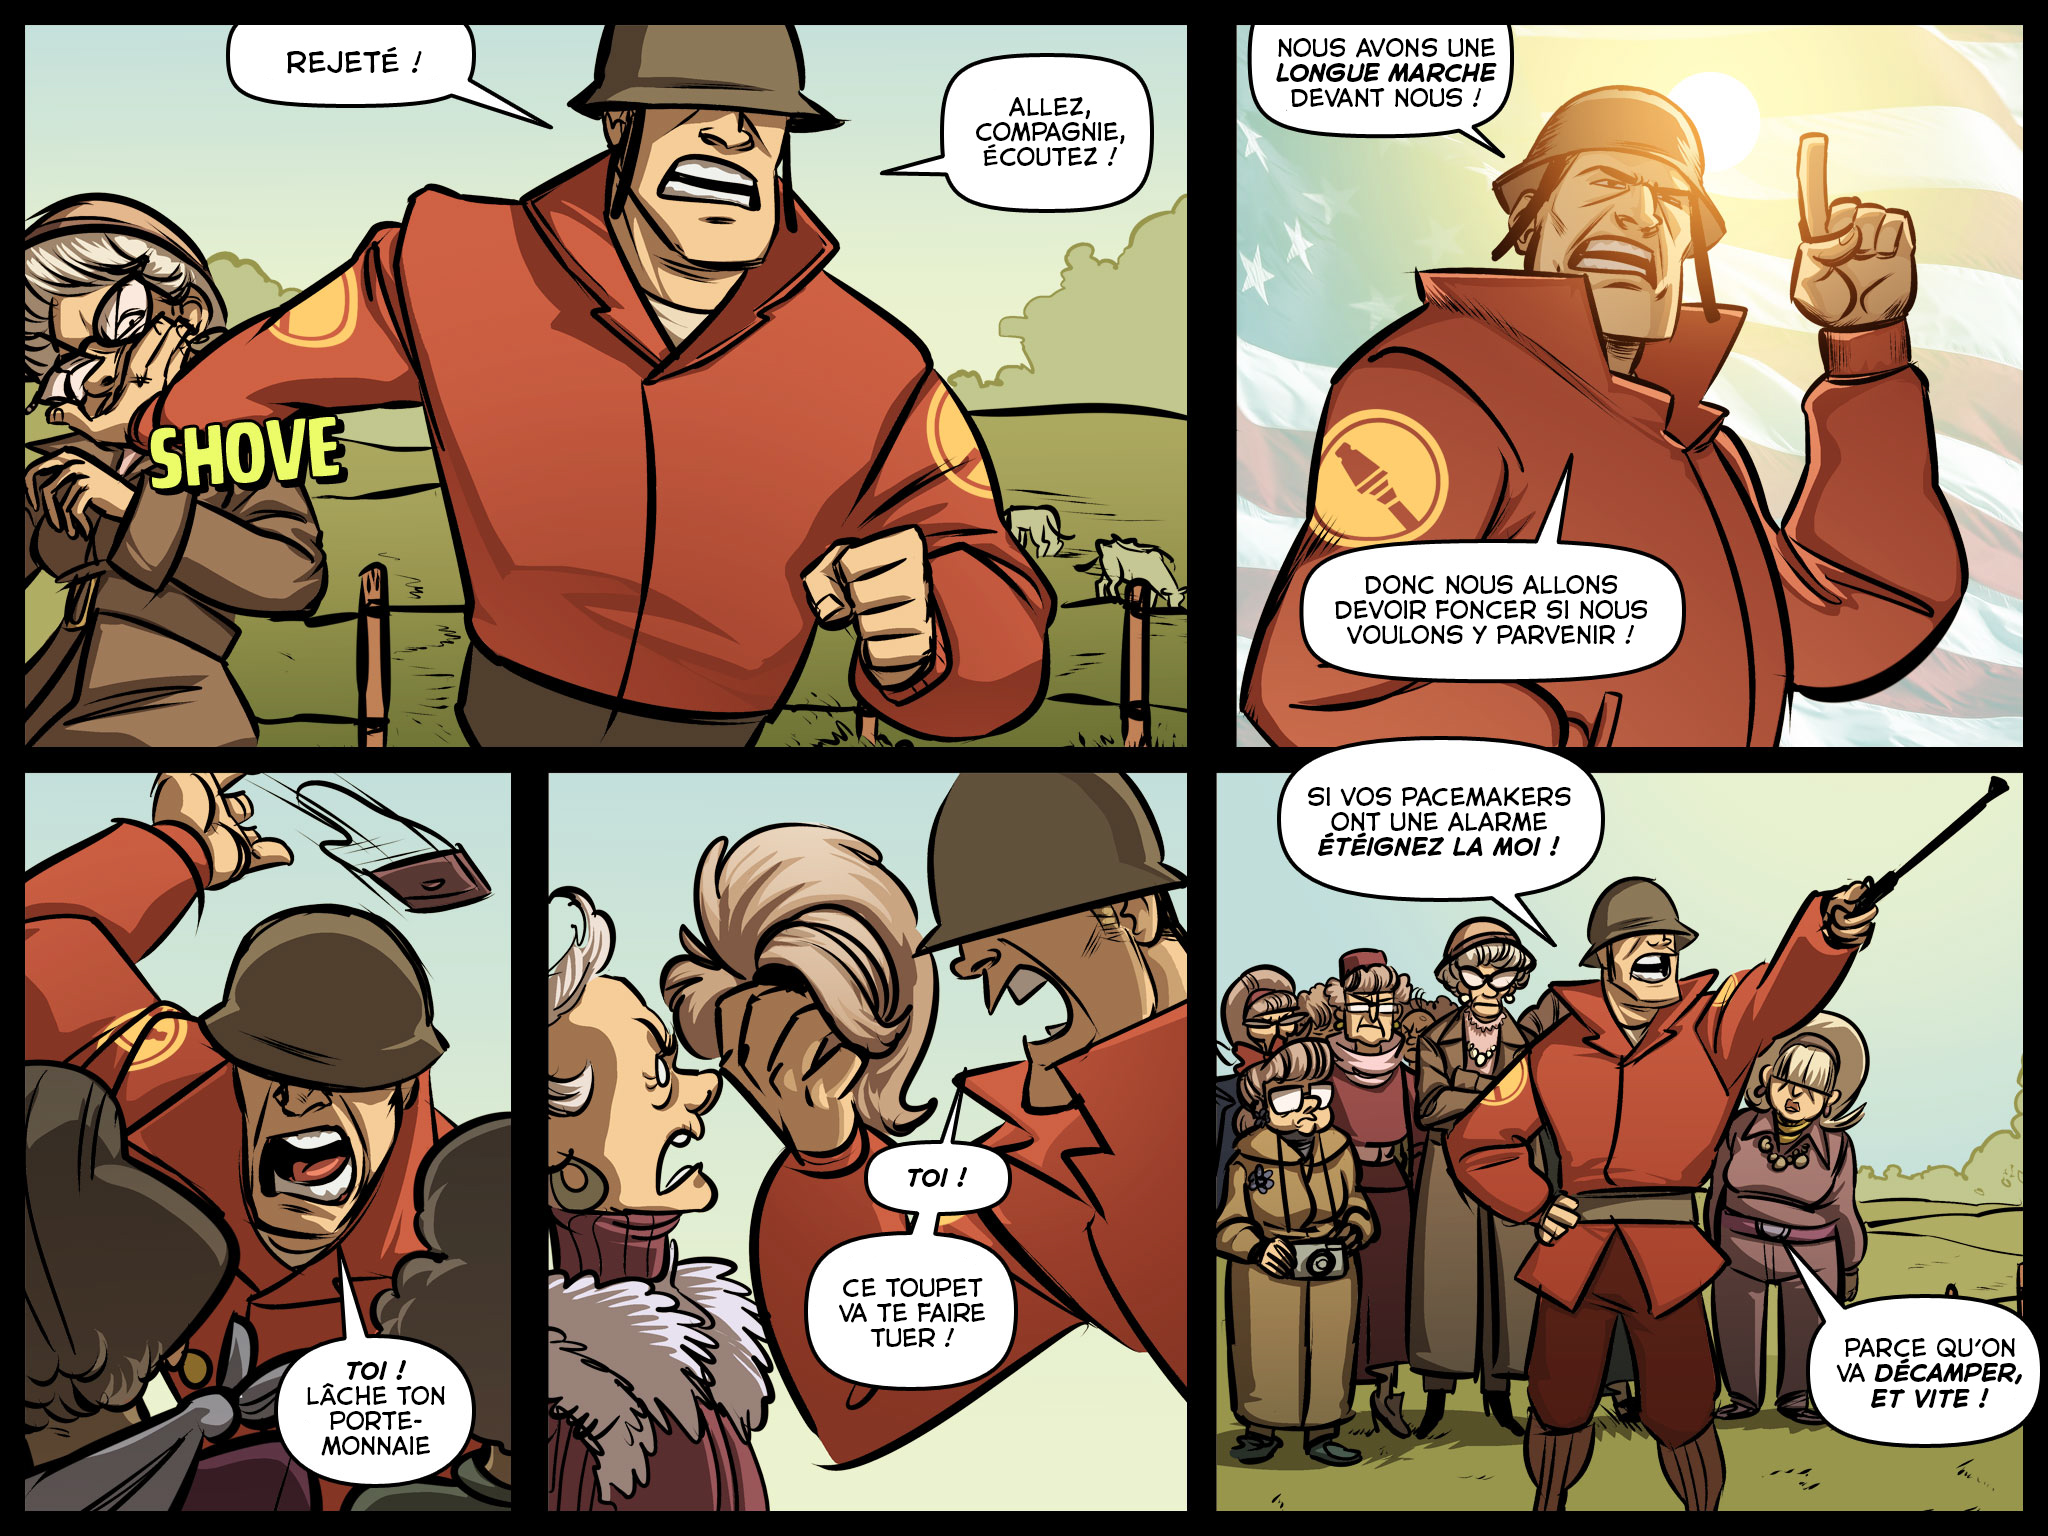 REJETÉ !
ALLEZ,
COMPAGNIE,
ÉCOUTEZ !
SHOVE
NOUS AVONS UNE
LONGUE MARCHE
DEVANT NOUS !
DONC NOUS ALLONS
DEVOIR FONCER SI NOUS
VOULONS Y PARVENIR !
TOI !
LÂCHE TON
PORTE-
MONNAIE
TOI !
CE TOUPET
VA TE FAIRE
TUER !
SI VOS PACEMAKERS
ONT UNE ALARME
ÉTÉIGNEZ LA MOI !
PARCE QU'ON
VA DÉCAMPER,
ET VITE !